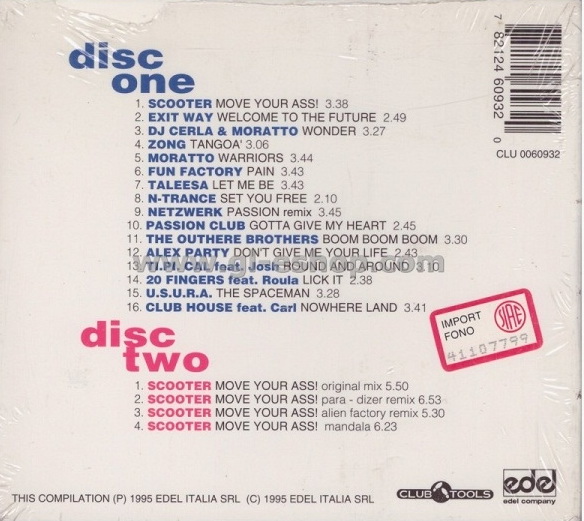 disc
one
1. SCOOTER MOVE YOUR ASS! 3.38
2. EXIT WAY WELCOME TO THE FUTURE 2.49
3. DJ CERLA & MORATTO WONDER 3.27
4. ZONG TANGOA' 3.06
5. MORATTO WARRIORS 3.44
6. FUN FACTORY PAIN 3.43
7. TALEESA LET ME BE 3.43
8. N-TRANCE SET YOU FREE 2.10
9. NETZWERK PASSION remix 3.45
10. PASSION CLUB GOTTA GIVE MY HEART 2.45
11. THE OUTHERE BROTHERS BOOM BOOM BOOM 3.30
12. ALEX PARTY DON'T GIVE ME YOUR LIFE 2.43
13. feat. Josh ROUND AND AROUND
14. 20 FINGERS feat. Roula LICK IT 2.38
15. U.S.U.R.A. THE SPACEMAN 3.28
16. CLUB HOUSE feat. Carl NOWHERE LAND 3.41
disc
two
1. SCOOTER MOVE YOUR ASS! original mix 5.50
2. SCOOTER MOVE YOUR ASS! para - dizer remix 6.53
3. SCOOTER MOVE YOUR ASS! alien factory remix 5.30
4. SCOOTER MOVE YOUR ASS! mandala 6.23
7 82124 60932 0
CLU 0060932
IMPORT
FONO
SIAE
41107799
THIS COMPILATION (P) 1995 EDEL ITALIA SRL (C) 1995 EDEL ITALIA SRL
CLUB TOOLS
edel
edel company